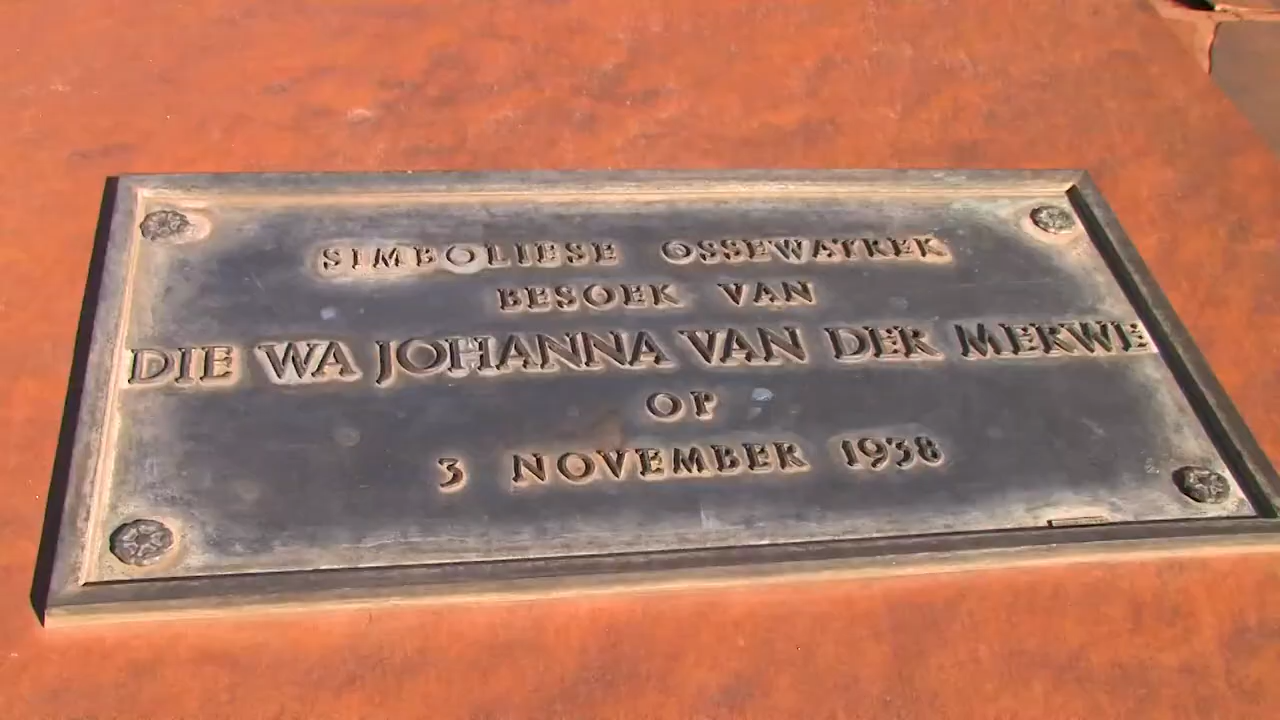 SIMBOLIESE OSSEWATREK
BESOEK VAN
DIE WA JOHANNA VAN DER MERWE
OP
3 NOVEMBER 1938